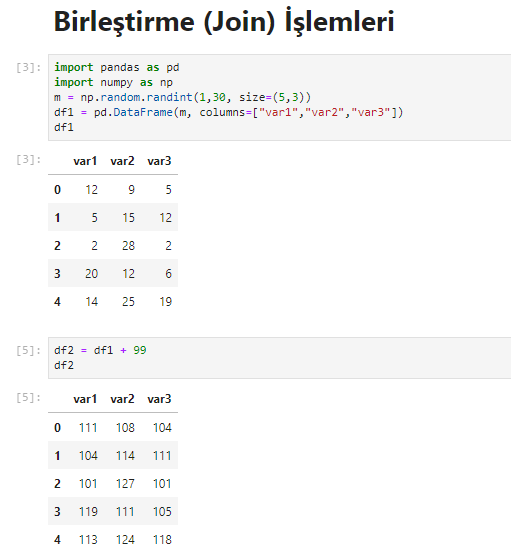 Birleştirme (Join) İşlemleri
[3]: import pandas as pd
import numpy as np
m = np.random.randint(1,30, size=(5,3))
df1 = pd.DataFrame(m, columns=["var1","var2","var3"])
df1
[3]: var1 var2 var3
0 12 9 5
1 5 15 12
2 2 28 2
3 20 12 6
4 14 25 19
[5]: df2 = df1 + 99
df2
[5]: var1 var2 var3
0 111 108 104
1 104 114 111
2 101 127 101
3 119 111 105
4 113 124 118